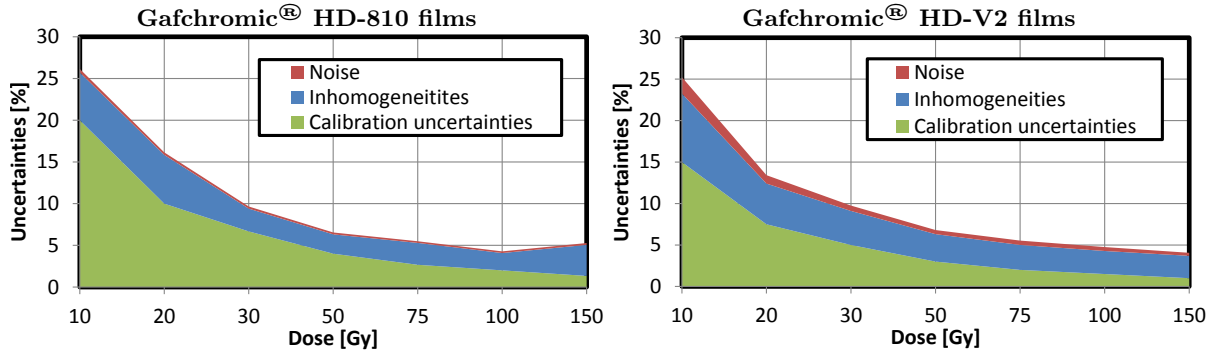 Gafchromic® HD-810 films
Uncertainties [%]
30
25
20
15
10
5
0
Noise
Inhomogeneitites
Calibration uncertainties
10 20 30 50 75 100 150
Dose [Gy]
Gafchromic® HD-V2 films
Uncertainties [%]
30
25
20
15
10
5
0
Noise
Inhomogeneities
Calibration uncertainties
10 20 30 50 75 100 150
Dose [Gy]